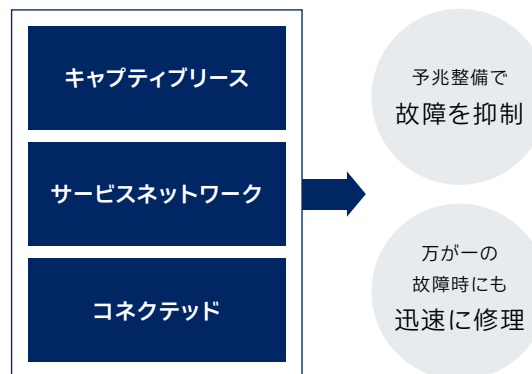 キャプティブリース
サービスネットワーク
コネクテッド
予兆整備で
故障を抑制
万が一の
故障時にも
迅速に修理